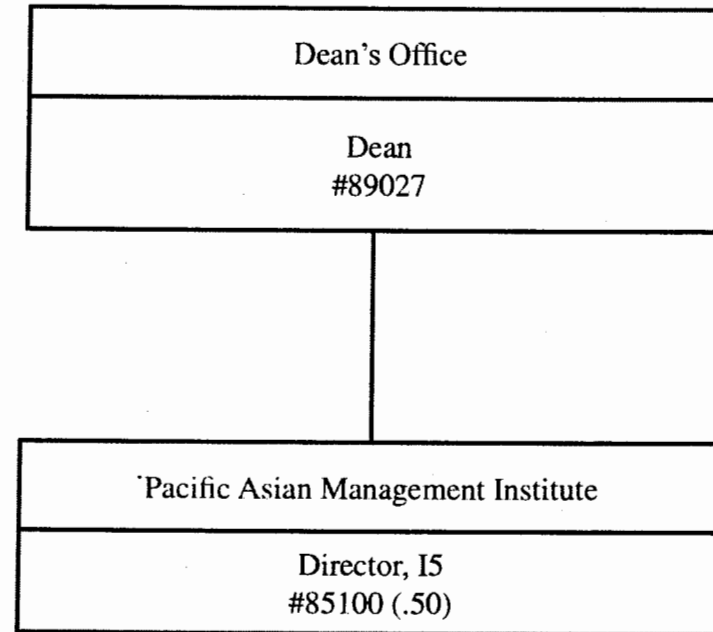 Dean's Office
Dean
#89027
Pacific Asian Management Institute
Director, I5
#85100 (.50)